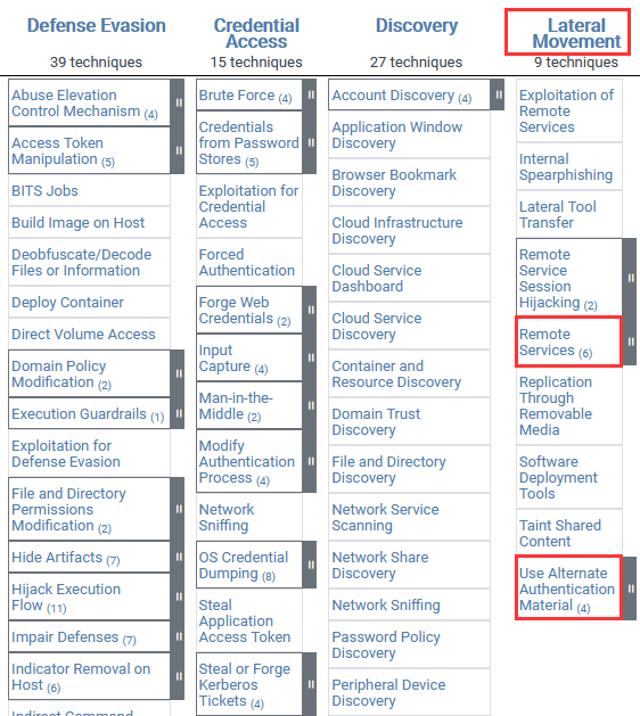 Defense Evasion
39 techniques
Abuse Elevation
Control Mechanism (4)
Access Token
Manipulation (5)
BITS Jobs
Build Image on Host
Deobfuscate/Decode
Files or Information
Deploy Container
Direct Volume Access
Domain Policy
Modification (2)
Execution Guardrails (1)
Exploitation for
Defense Evasion
File and Directory
Permissions
Modification (2)
Hide Artifacts (7)
Hijack Execution
Flow (11)
Impair Defenses (7)
Indicator Removal on
Host (6)
Indirect Command
Credential
Access
15 techniques
Brute Force (4)
Credentials
from Password
Stores (5)
Exploitation for
Credential
Access
Forced
Authentication
Forge Web
Credentials (2)
Input
Capture (4)
Man-in-the-
Middle (2)
Modify
Authentication
Process (4)
Network
Sniffing
OS Credential
Dumping (8)
Steal
Application
Access Token
Steal or Forge
Kerberos
Tickets (4)
Discovery
27 techniques
Account Discovery (4)
Application Window
Discovery
Browser Bookmark
Discovery
Cloud Infrastructure
Discovery
Cloud Service
Dashboard
Cloud Service
Discovery
Container and
Resource Discovery
Domain Trust
Discovery
File and Directory
Discovery
Network Service
Scanning
Network Share
Discovery
Network Sniffing
Password Policy
Discovery
Peripheral Device
Discovery
Lateral
Movement
9 techniques
Exploitation of
Remote
Services
Internal
Spearphishing
Lateral Tool
Transfer
Remote
Service
Session
Hijacking (2)
Remote
Services (6)
Replication
Through
Removable
Media
Software
Deployment
Tools
Taint Shared
Content
Use Alternate
Authentication
Material (4)